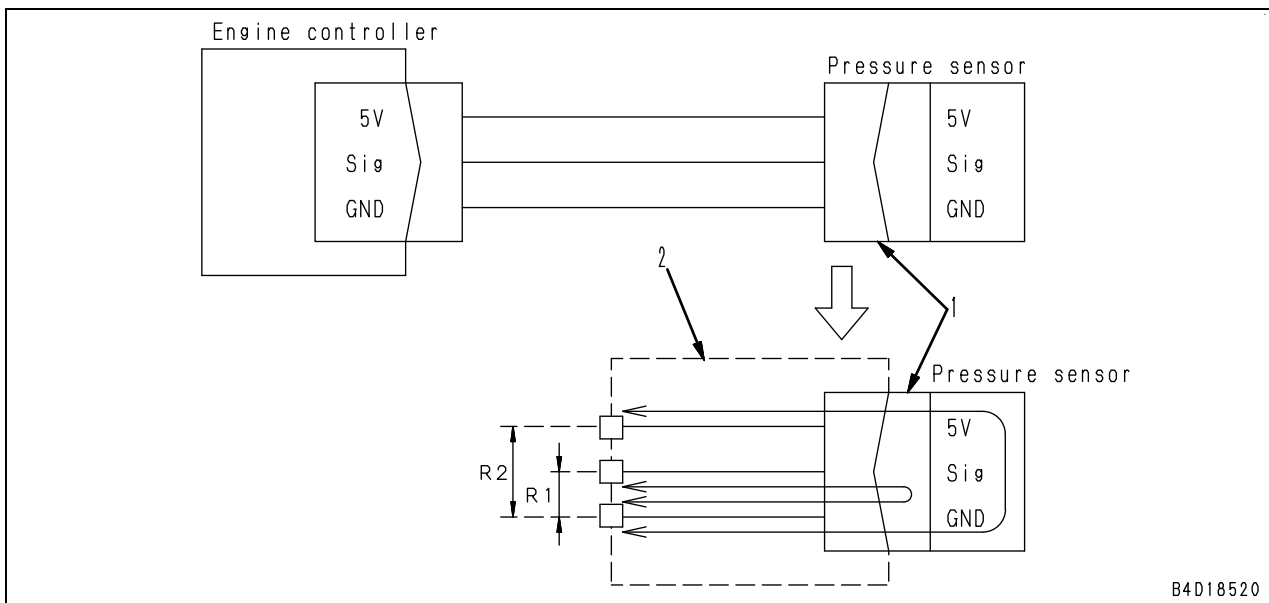 Engine controller
Pressure sensor
5V
Sig
GND
5V
Sig
GND
2
1
Pressure sensor
5V
Sig
GND
R2
R1
B4D18520